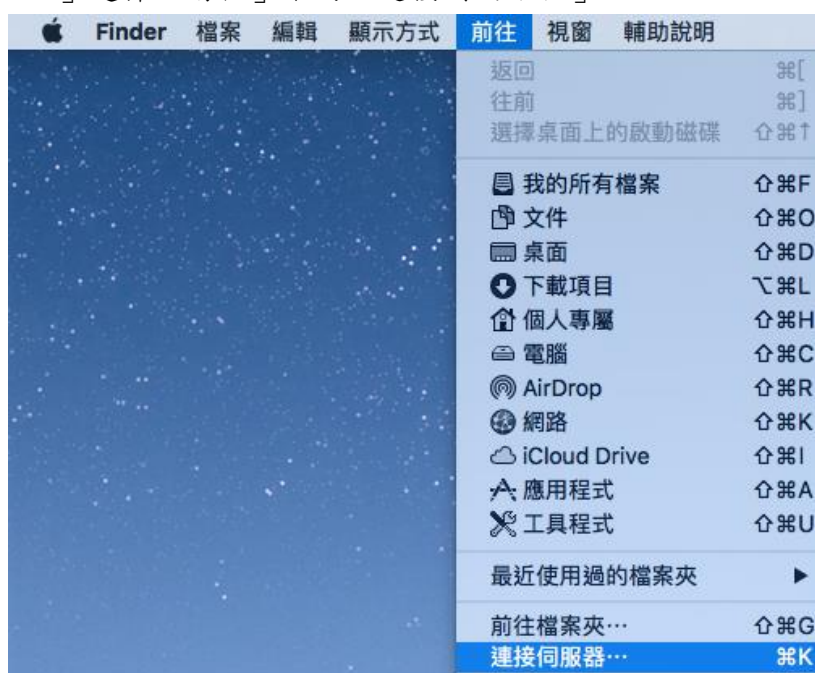 Finder 檔案 編輯 顯示方式 前往 視窗 輔助說明
返回 ⌘[
往前 ⌘]
選擇桌面上的啟動磁碟 ⇧⌘↑
我的所有檔案 ⇧⌘F
文件 ⇧⌘O
桌面 ⇧⌘D
下載項目 ⌥⌘L
個人專屬 ⇧⌘H
電腦 ⇧⌘C
AirDrop ⇧⌘R
網路 ⇧⌘K
iCloud Drive ⇧⌘I
應用程式 ⇧⌘A
工具程式 ⇧⌘U
最近使用過的檔案夾 ▶
前往檔案夾⋯ ⇧⌘G
連接伺服器⋯ ⌘K